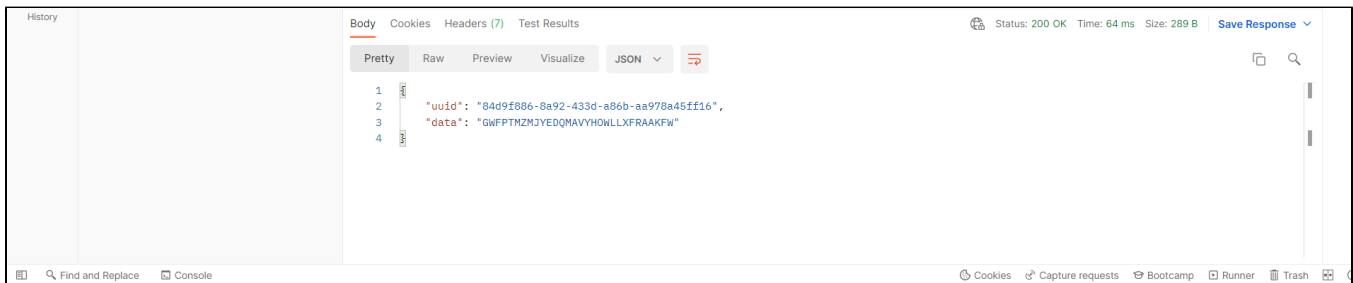 History
Body Cookies Headers (7) Test Results Status: 200 OK Time: 64 ms Size: 289 B Save Response
Pretty Raw Preview Visualize JSON
1 {
2 "uuid": "84d9f886-8a92-433d-a86b-aa978a45ff16",
3 "data": "GWFPTMZMJYEDQMAVYHOWLLXFRAAKFW"
4 }
Find and Replace Console Cookies Capture requests Bootcamp Runner Trash